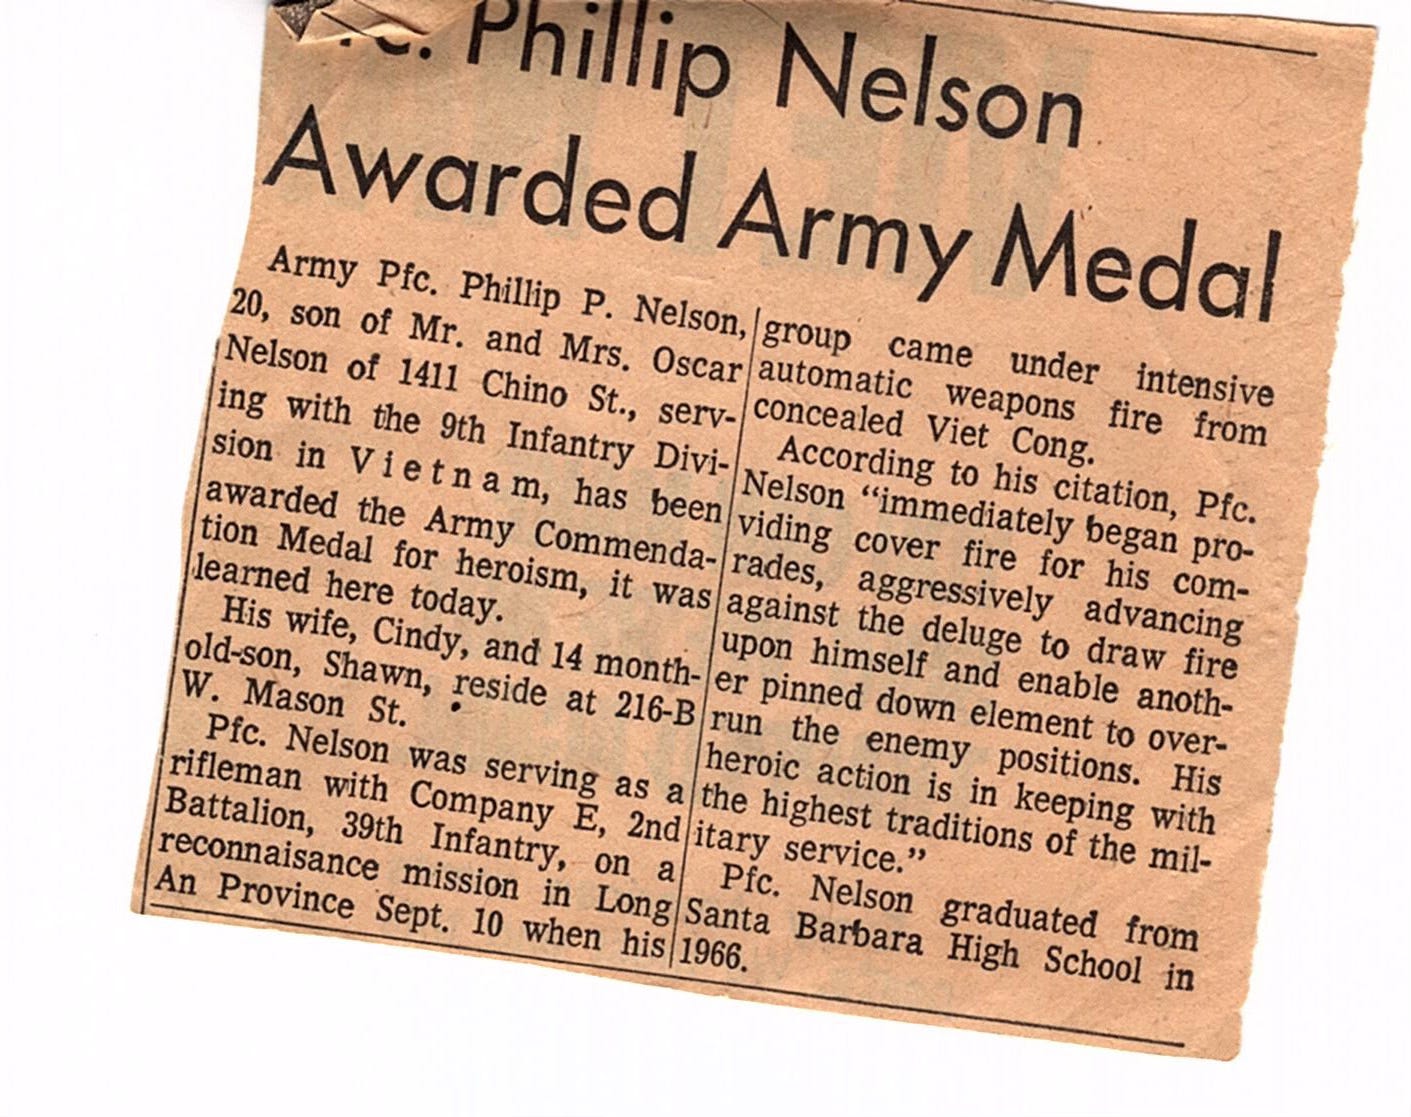 Pfc. Phillip Nelson
Awarded Army Medal
Army Pfc. Phillip P. Nelson,
20, son of Mr. and Mrs. Oscar
Nelson of 1411 Chino St., serv-
ing with the 9th Infantry Divi-
sion in Vietnam, has been
awarded the Army Commenda-
tion Medal for heroism, it was
learned here today.
His wife, Cindy, and 14 month-
old-son, Shawn, reside at 216-B
W. Mason St.
Pfc. Nelson was serving as a
rifleman with Company E, 2nd
Battalion, 39th Infantry, on a
reconnaisance mission in Long
An Province Sept. 10 when his
group came under intensive
automatic weapons fire from
concealed Viet Cong.
According to his citation, Pfc.
Nelson “immediately began pro-
viding cover fire for his com-
rades, aggressively advancing
against the deluge to draw fire
upon himself and enable anoth-
er pinned down element to over-
run the enemy positions. His
heroic action is in keeping with
the highest traditions of the mil-
itary service.”
Pfc. Nelson graduated from
Santa Barbara High School in
1966.